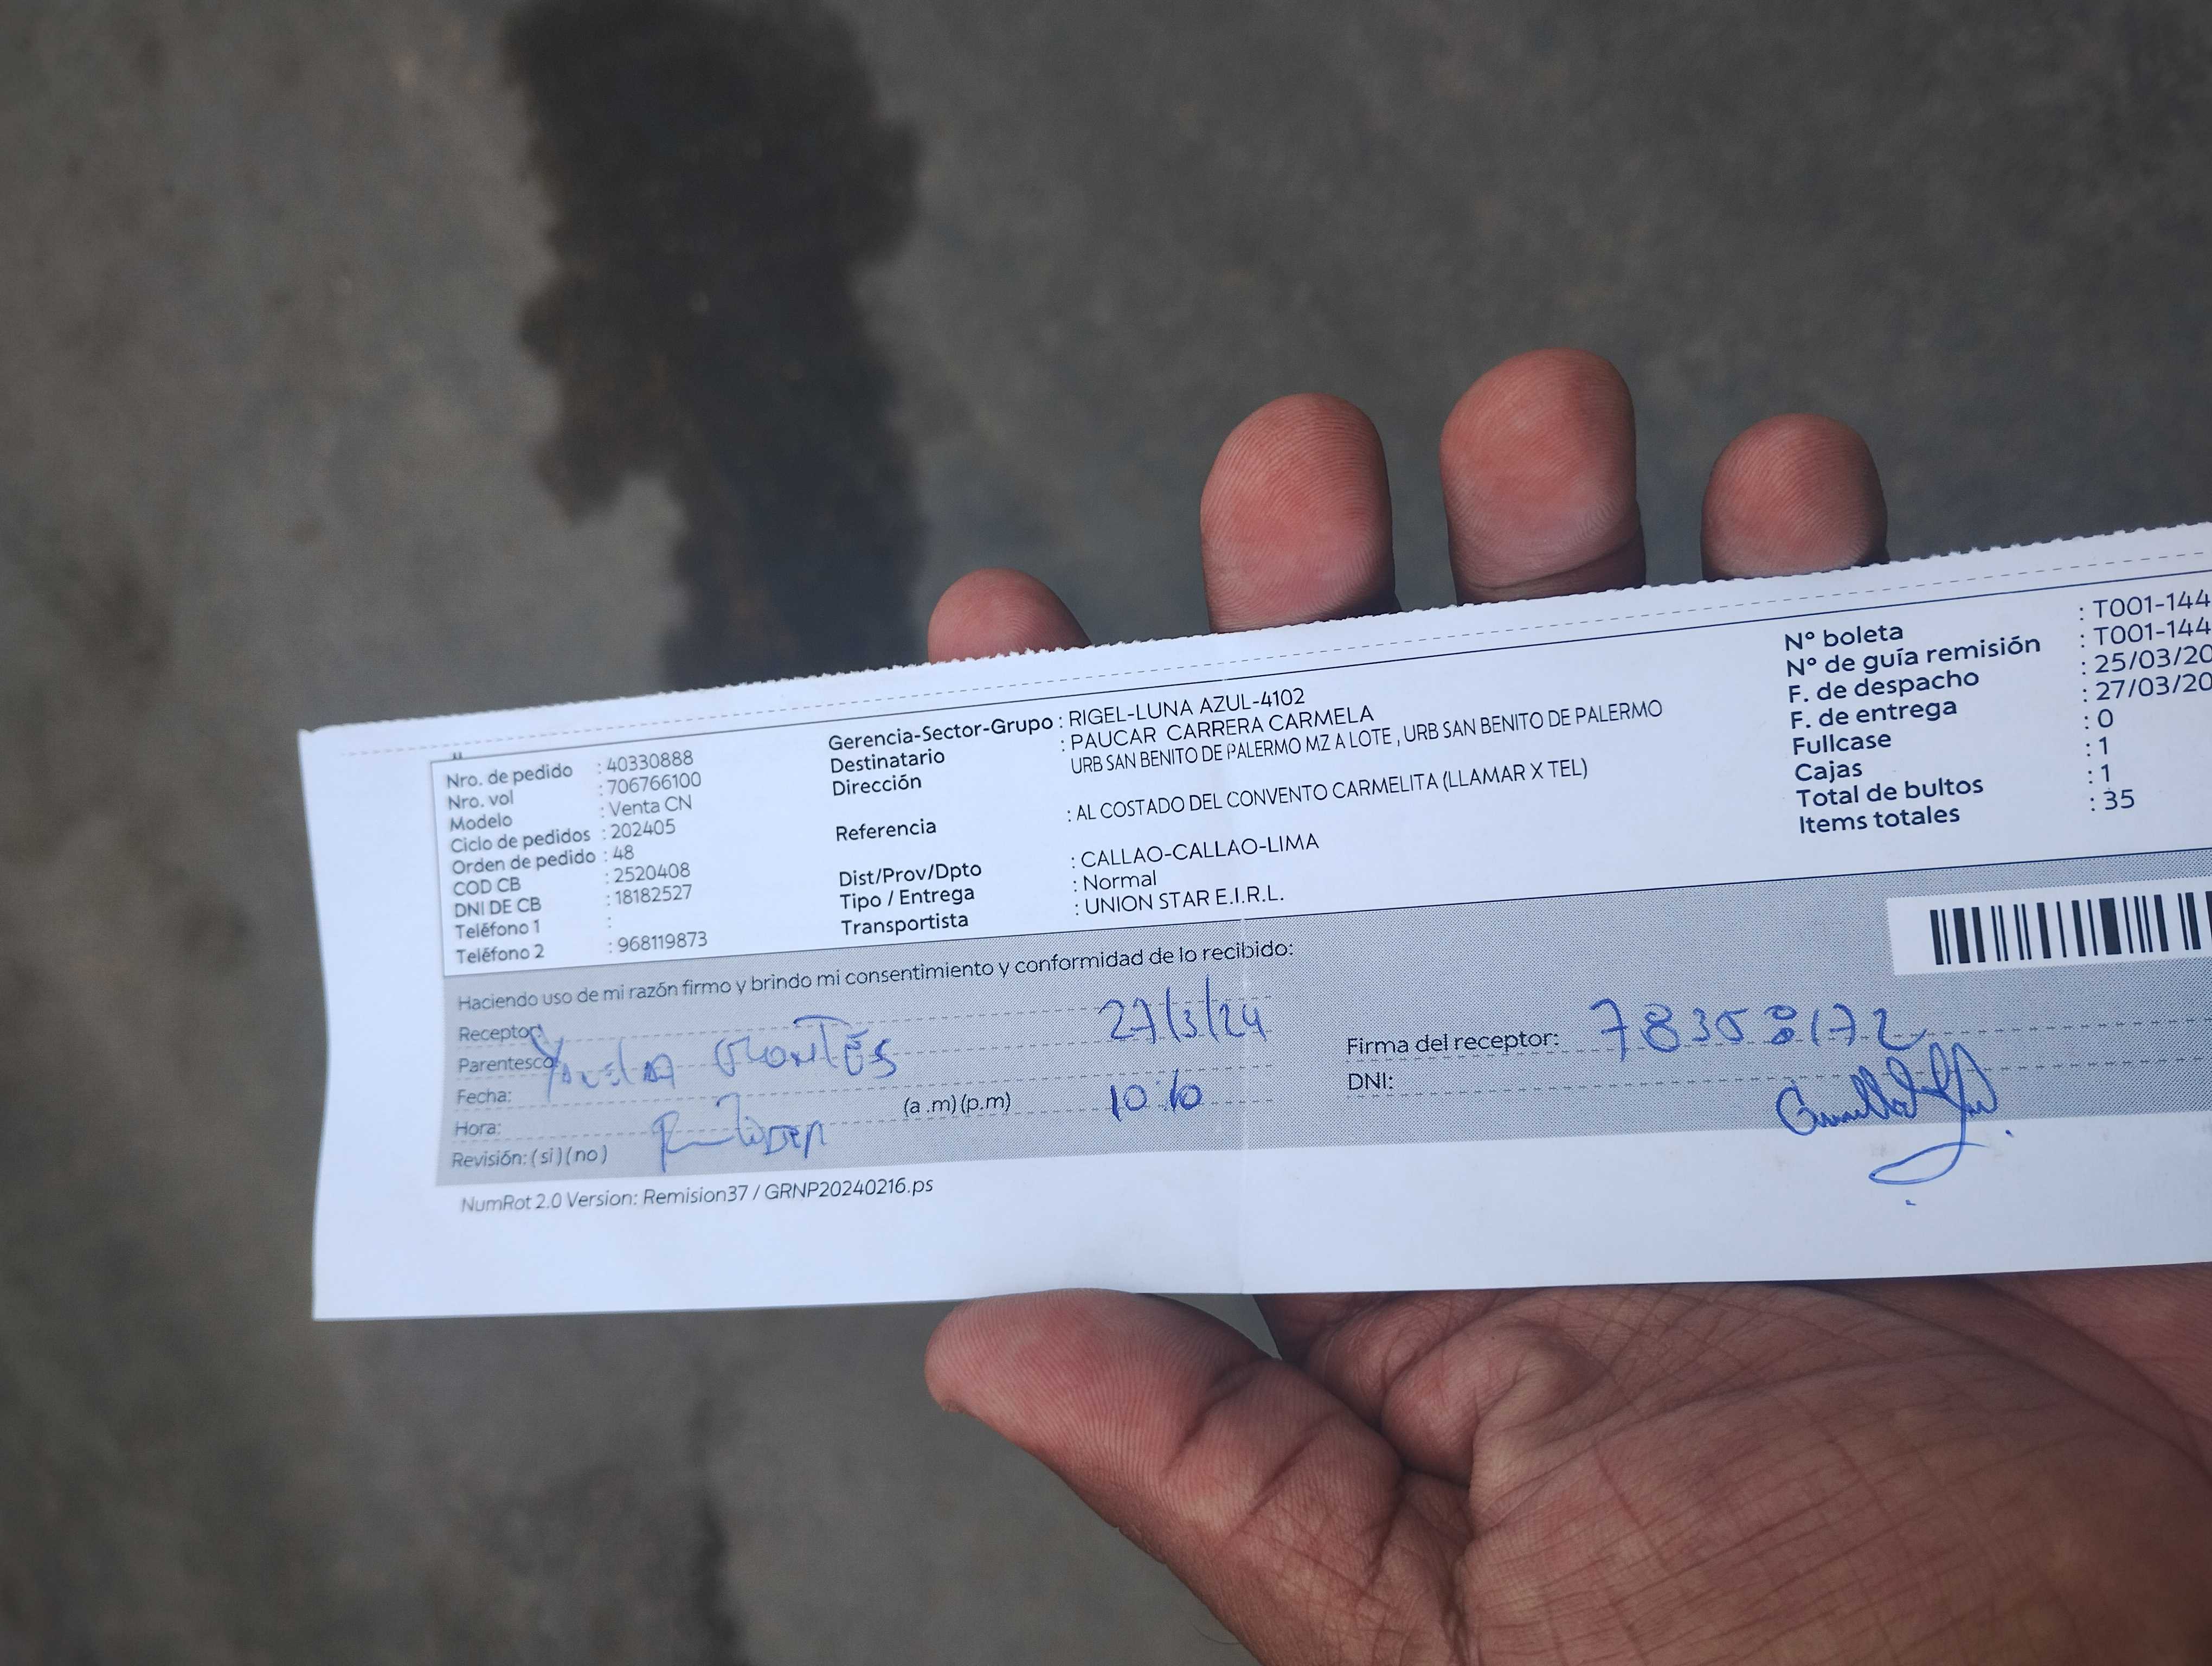 Nro. de pedido : 40330888
Nro. vol : 706766100
Modelo : Venta CN
Ciclo de pedidos : 202405
Orden de pedido : 48
COD CB : 2520408
DNI DE CB : 18182527
Teléfono 1 :
Teléfono 2 : 968119873
Gerencia-Sector-Grupo : RIGEL-LUNA AZUL-4102
Destinatario : PAUCAR CARRERA CARMELA
Dirección URB SAN BENITO DE PALERMO MZ A LOTE , URB SAN BENITO DE PALERMO
Referencia : AL COSTADO DEL CONVENTO CARMELITA (LLAMAR X TEL)
Dist/Prov/Dpto : CALLAO-CALLAO-LIMA
Tipo / Entrega : Normal
Transportista : UNION STAR E.I.R.L.
N° boleta : T001-144
N° de guía remisión : T001-144
F. de despacho : 25/03/20
F. de entrega : 27/03/20
Fullcase : 0
Cajas : 1
Total de bultos : 1
Items totales : 35
Haciendo uso de mi razón firmo y brindo mi consentimiento y conformidad de lo recibido:
Receptor:
Parentesco
Fecha: 27/3/24
Hora: (a .m) (p.m) 10:10
Revisión: ( si ) ( no )
Firma del receptor: 78358172
DNI:
NumRot 2.0 Version: Remision37 / GRNP20240216.ps